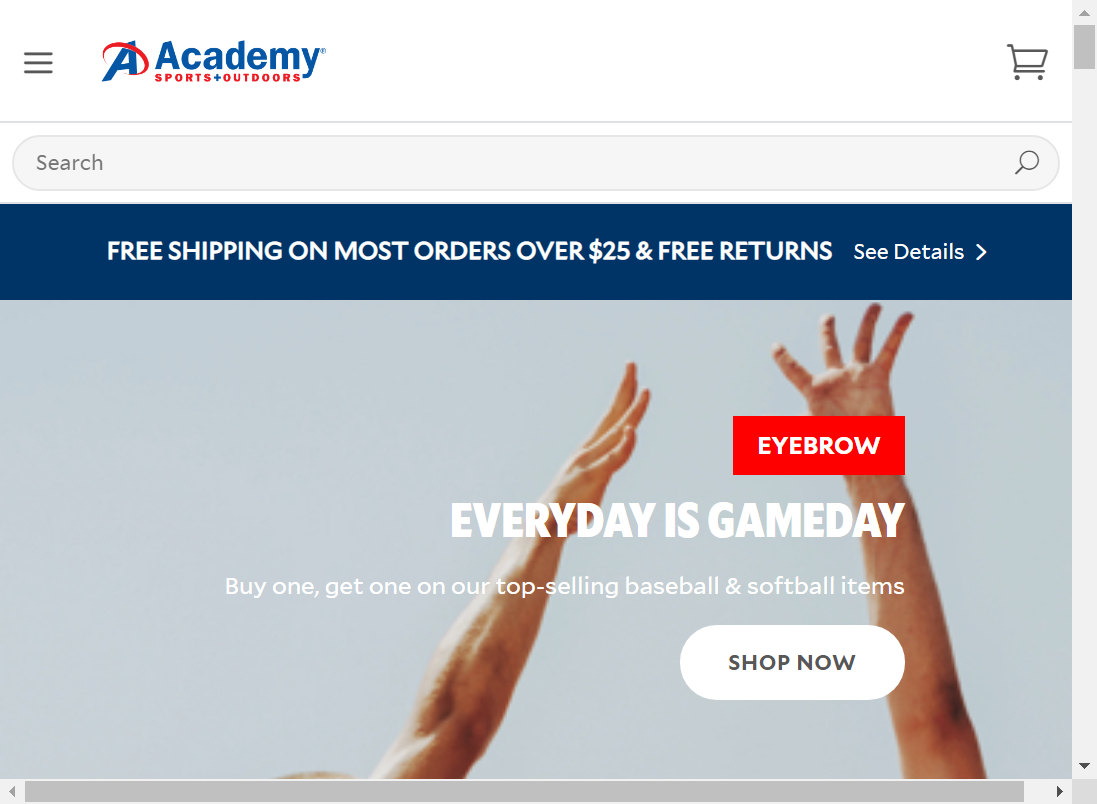 Academy®
SPORTS+OUTDOORS
Search
FREE SHIPPING ON MOST ORDERS OVER $25 & FREE RETURNS See Details
EYEBROW
EVERYDAY IS GAMEDAY
Buy one, get one on our top-selling baseball & softball items
SHOP NOW